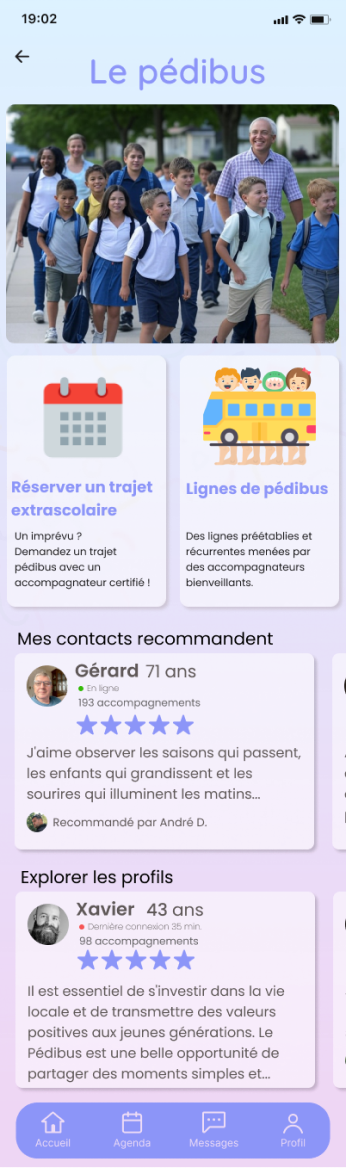 19:02
Le pédibus
Réserver un trajet
extrascolaire
Un imprévu ?
Demandez un trajet
pédibus avec un
accompagnateur certifié !
Lignes de pédibus
Des lignes préétablies et
récurrentes menées par
des accompagnateurs
bienveillants.
Mes contacts recommandent
Gérard 71 ans
En ligne
193 accompagnements
J'aime observer les saisons qui passent,
les enfants qui grandissent et les
sourires qui illuminent les matins...
Recommandé par André D.
Explorer les profils
Xavier 43 ans
Dernière connexion 35 min.
98 accompagnements
Il est essentiel de s'investir dans la vie
locale et de transmettre des valeurs
positives aux jeunes générations. Le
Pédibus est une belle opportunité de
partager des moments simples et...
Accueil Agenda Messages Profil